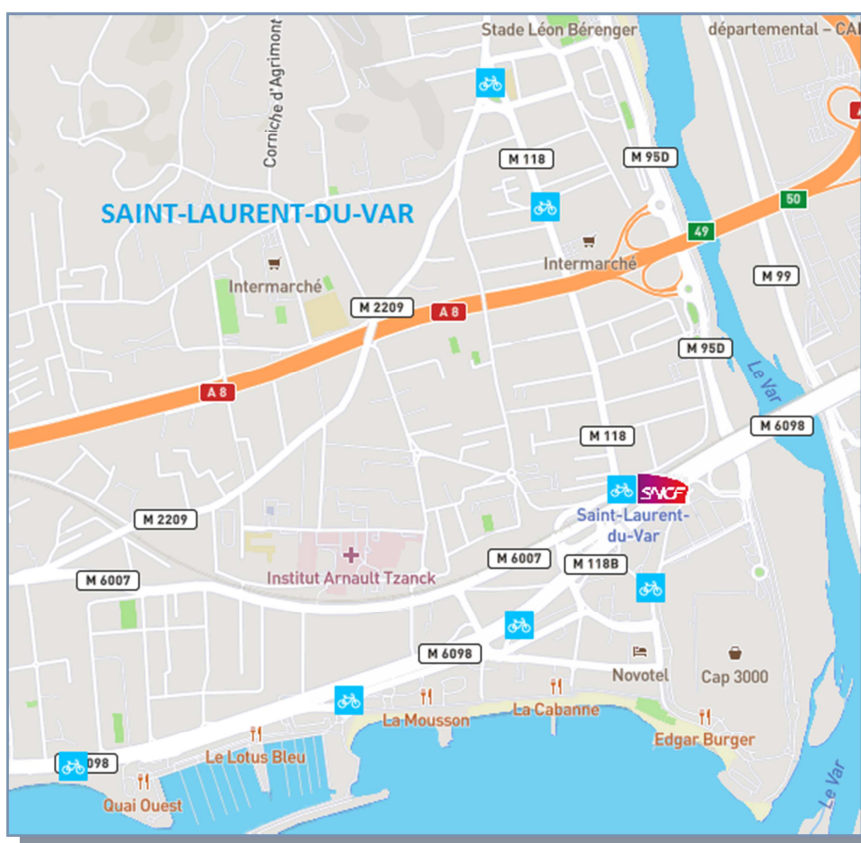 Stade Léon Bérenger
département – CA
Corniche d'Agrimont
M 118
M 95D
50
SAINT-LAURENT-DU-VAR
49
Intermarché
Intermarché
M 99
M 2209
A 8
M 95D
Le Var
A 8
M 6098
M 118
SNCF
Saint-Laurent-
du-Var
M 2209
M 6007
M 118B
M 6007
Institut Arnault Tzanck
M 6098
Novotel
Cap 3000
La Mousson
La Cabanne
Edgar Burger
Le Lotus Bleu
098
Quai Ouest
Le Var